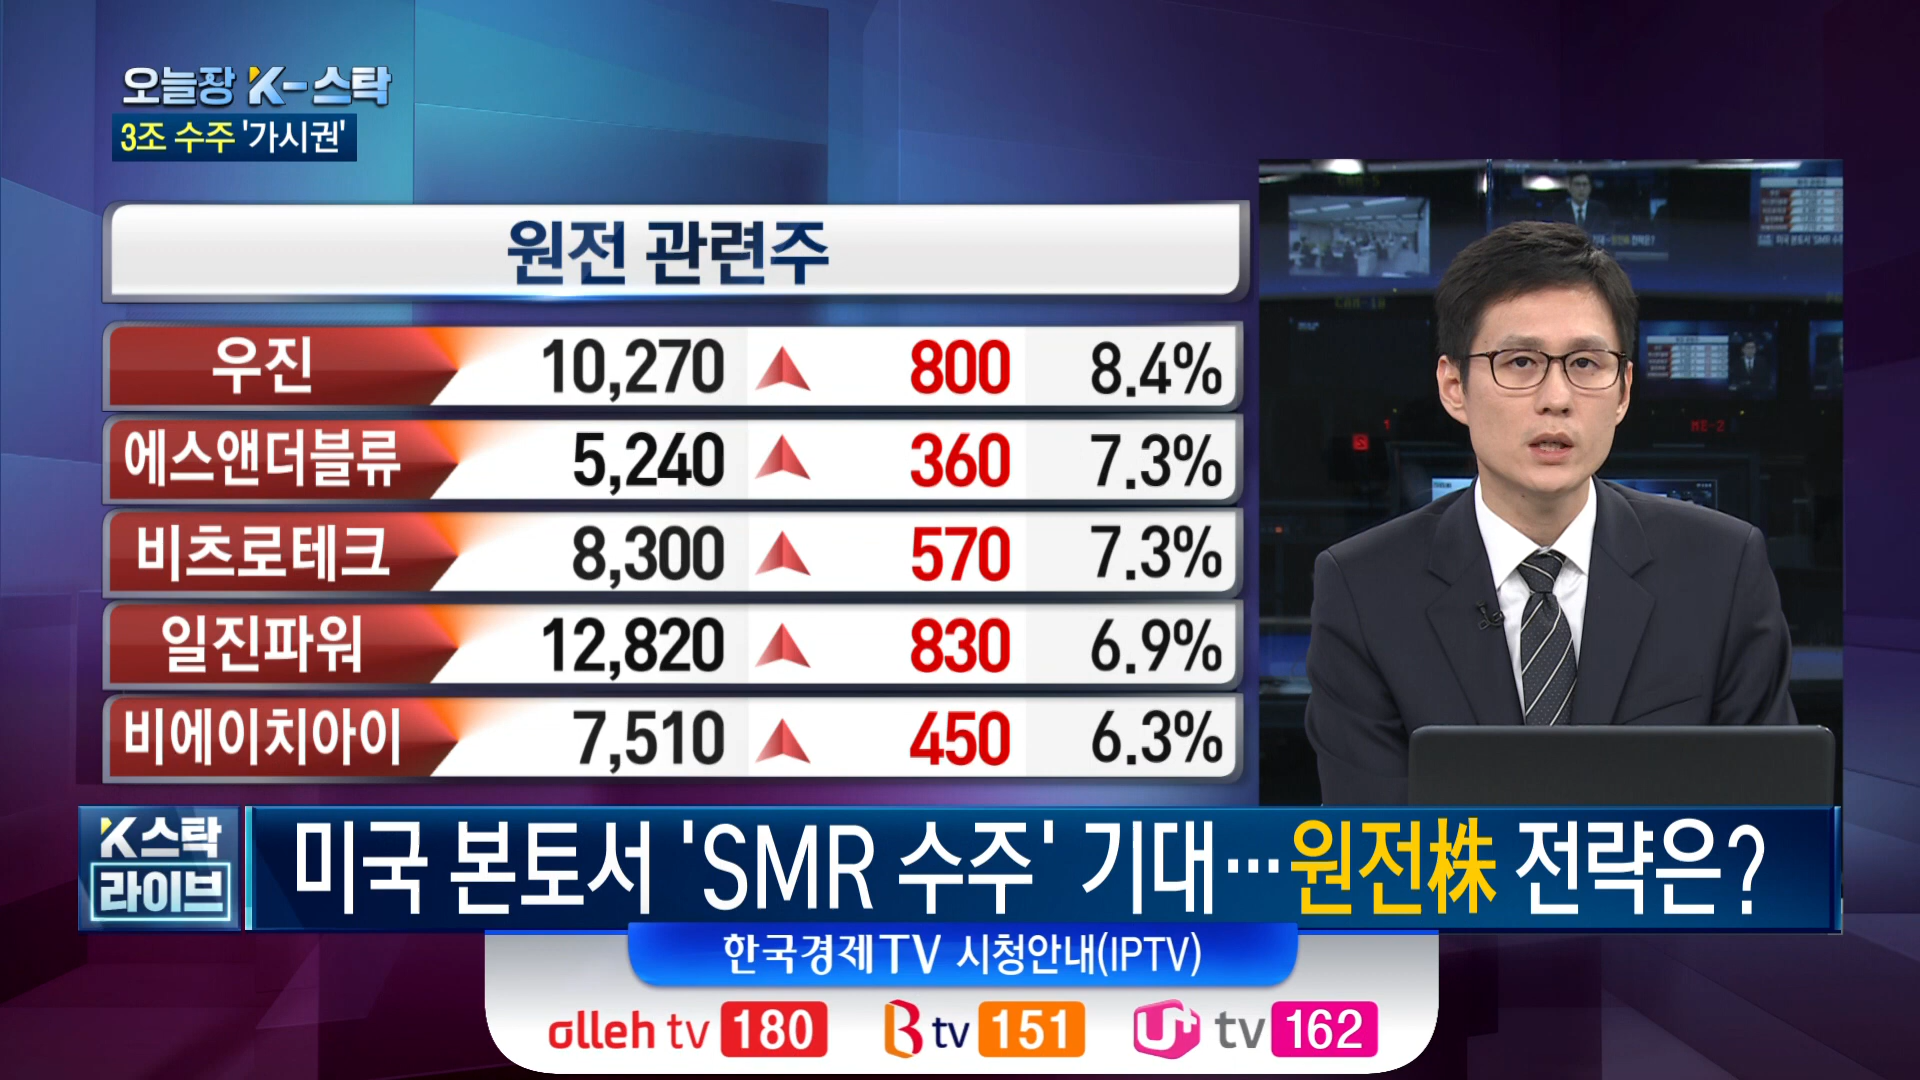 오늘장 K-스탁
3조 수주 '가시권'
원전 관련주
우진 10,270 800 8.4%
에스앤더블류 5,240 360 7.3%
비츠로테크 8,300 570 7.3%
일진파워 12,820 830 6.9%
비에이치아이 7,510 450 6.3%
K스탁
라이브
미국 본토서 'SMR 수주' 기대…원전株 전략은?
한국경제TV 시청안내(IPTV)
olleh tv 180 B tv 151 U+ tv 162